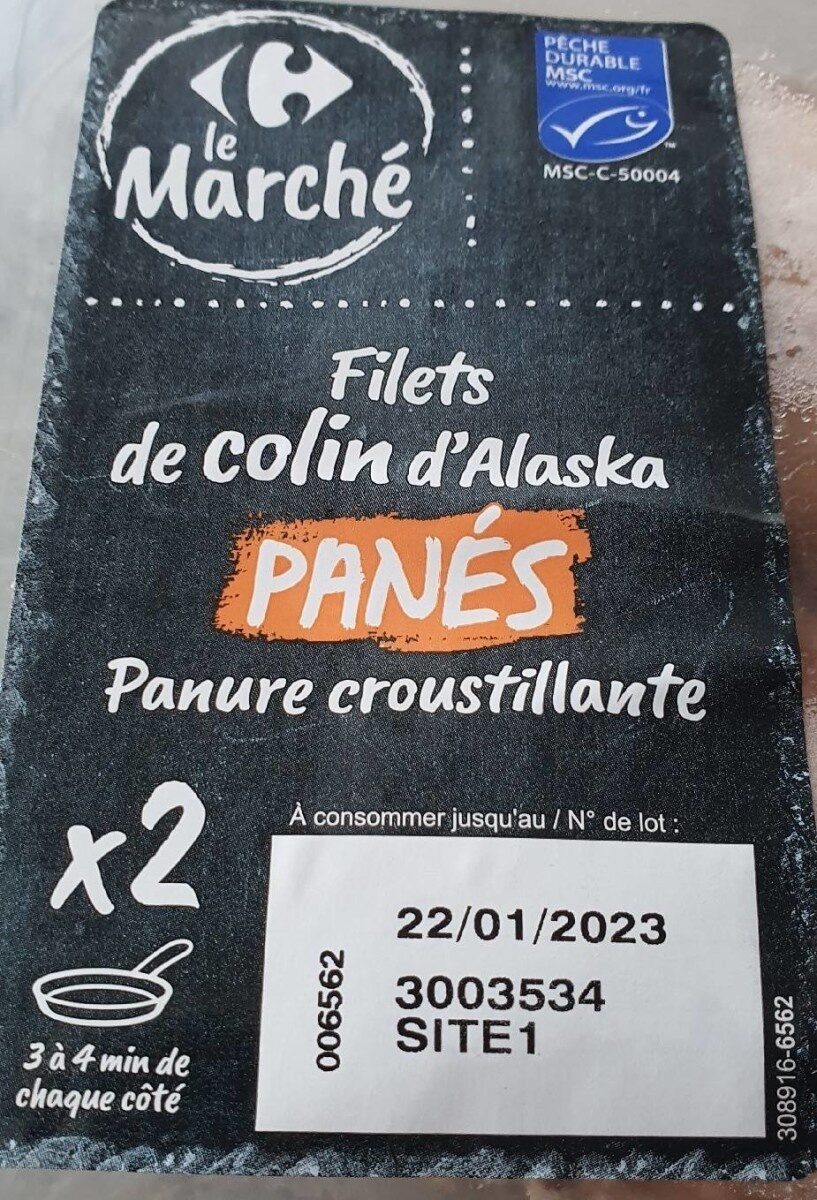 le
Marché
PÊCHE
DURABLE
MSC
www.msc.org/fr
TM
MSC-C-50004
Filets
de colin d'Alaska
PANÉS
Panure croustillante
x2
3 à 4 min de
chaque côté
À consommer jusqu'au / N° de lot :
22/01/2023
3003534
SITE1
006562
308916-6562